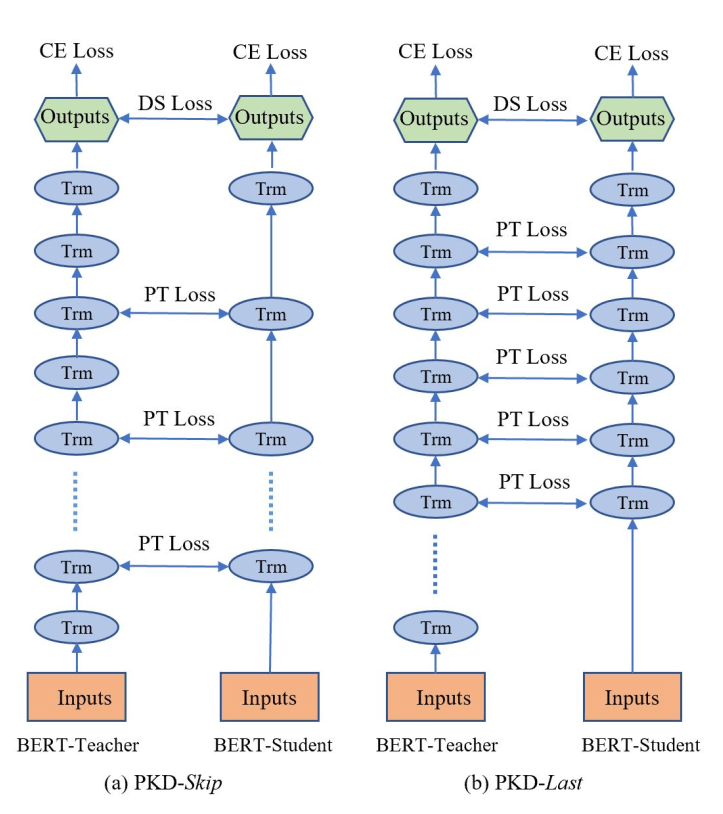 CE Loss
CE Loss
Outputs
DS Loss
Outputs
Trm
Trm
Trm
Trm
PT Loss
Trm
Trm
Trm
PT Loss
Trm
Trm
PT Loss
Trm
Trm
Inputs
Inputs
BERT-Teacher
BERT-Student
(a) PKD-Skip
CE Loss
CE Loss
Outputs
DS Loss
Outputs
Trm
Trm
PT Loss
Trm
Trm
PT Loss
Trm
Trm
PT Loss
Trm
Trm
PT Loss
Trm
Trm
PT Loss
Trm
Trm
Trm
Inputs
Inputs
BERT-Teacher
BERT-Student
(b) PKD-Last